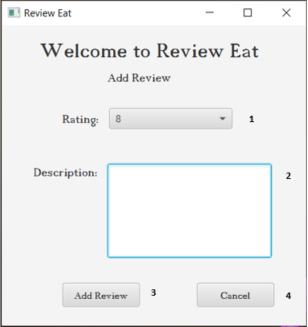 Review Eat
Welcome to Review Eat
Add Review
Rating: 8 1
Description: 2
Add Review 3 Cancel 4